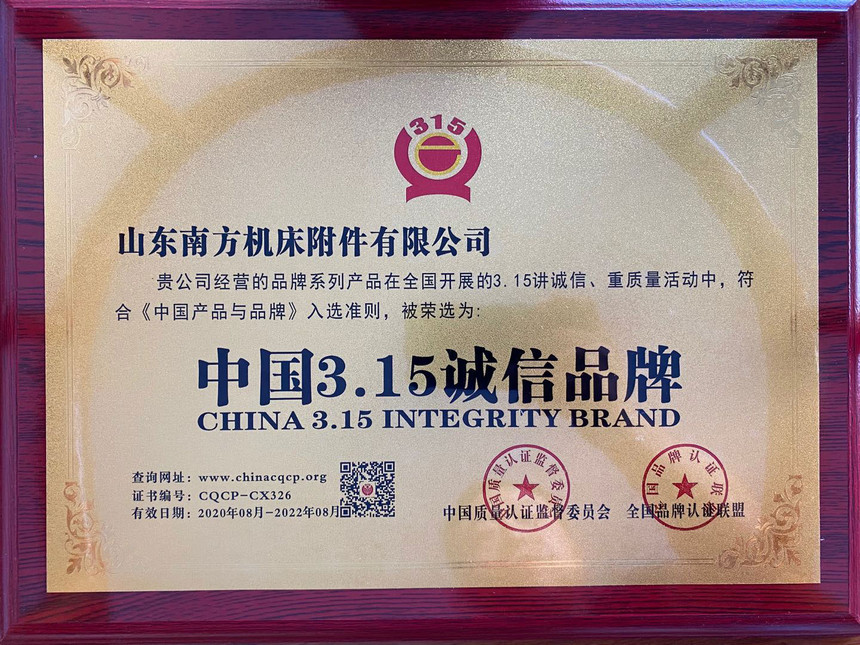 315
山东南方机床附件有限公司
贵公司经营的品牌系列产品在全国开展的3.15讲诚信、重质量活动中，符
合《中国产品与品牌》入选准则，被荣选为:
中国3.15诚信品牌
CHINA 3.15 INTEGRITY BRAND
查询网址：www.chinacqcp.org
证书编号：CQCP-CX326
有效日期：2020年08月-2022年08月
中国质量认证监督委员会 全国品牌认证联盟